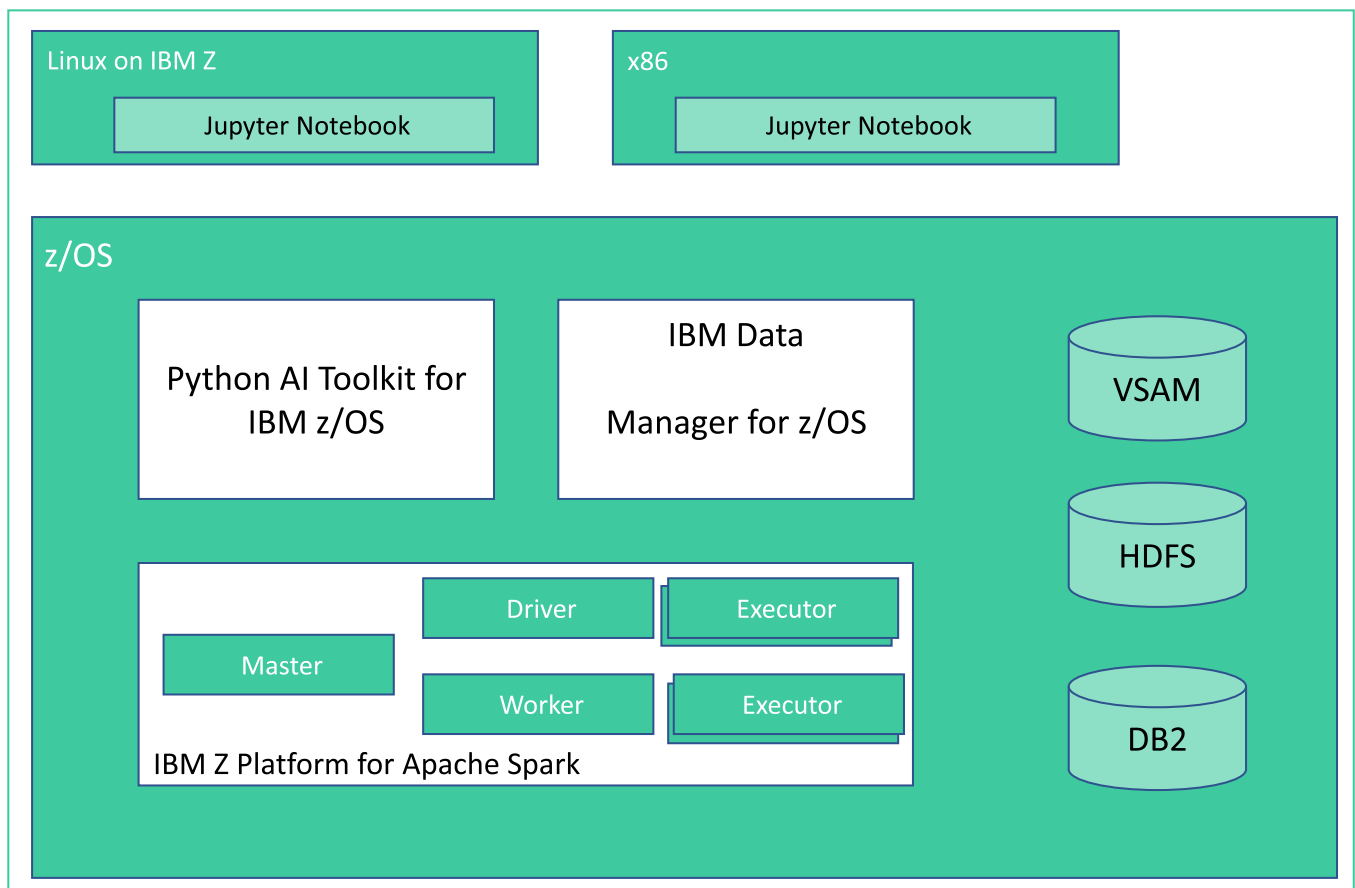 Linux on IBM Z
Jupyter Notebook
x86
Jupyter Notebook
z/OS
Python AI Toolkit for
IBM z/OS
IBM Data
Manager for z/OS
VSAM
HDFS
DB2
Master
Driver
Executor
Worker
Executor
IBM Z Platform for Apache Spark